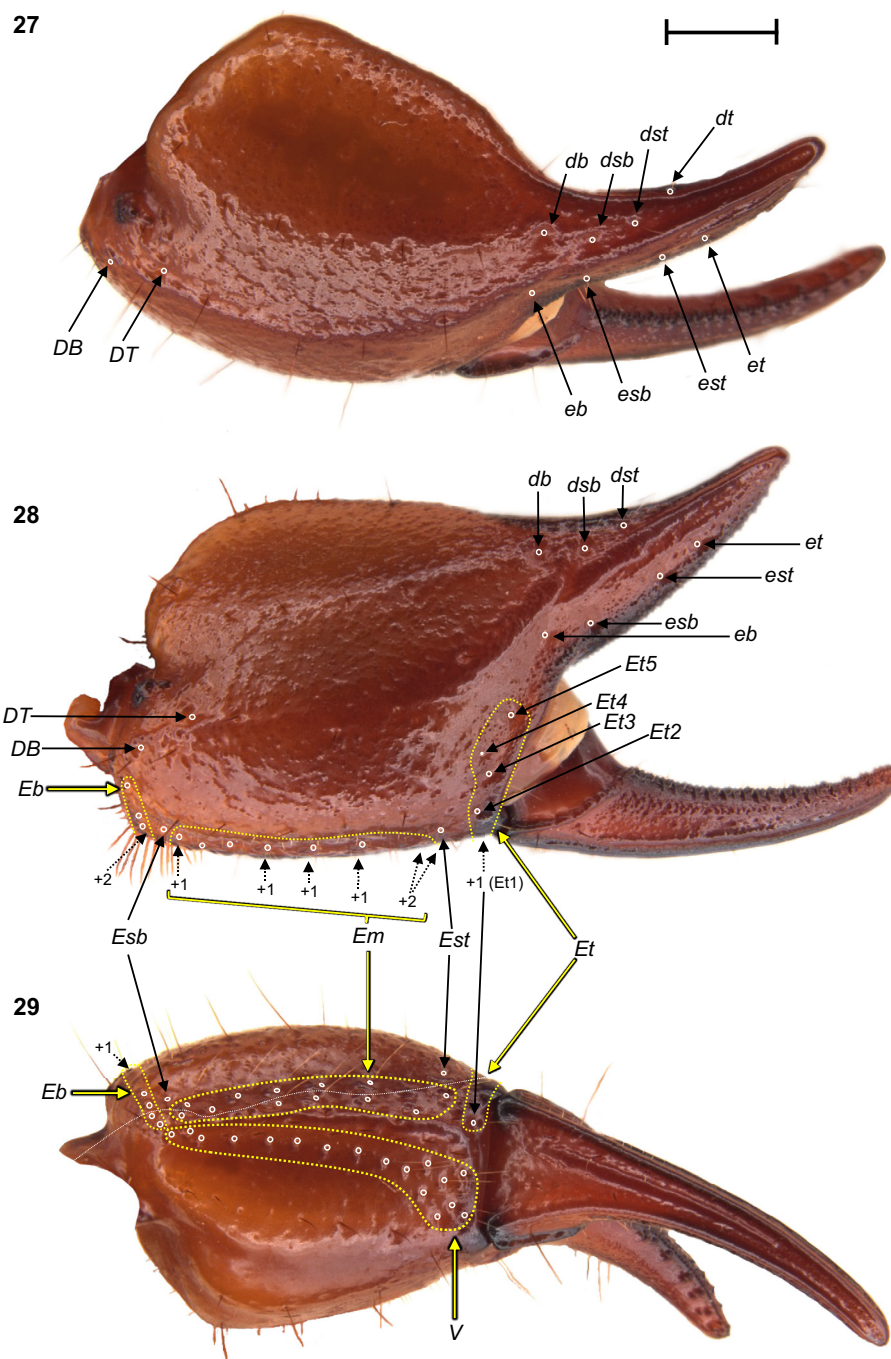 27
dt
dst
dsb
db
DB
DT
et
est
esb
eb
28
dst
dsb
db
et
est
esb
eb
Et5
Et4
Et3
Et2
DT
DB
Eb
+2
+1
+1
+1
+1
+2
+1 (Et1)
Esb
Em
Est
Et
29
+1
Eb
V